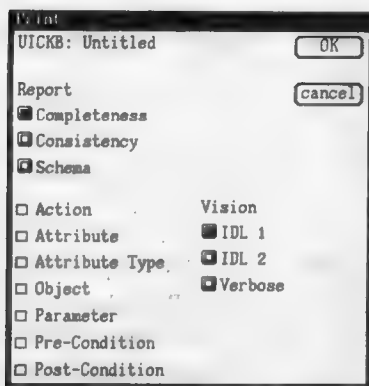 Print
UICKB: Untitled
OK
cancel
Report
Completeness
Consistency
Schema
Action
Attribute
Attribute Type
Object
Parameter
Pre-Condition
Post-Condition
Vision
IDL 1
IDL 2
Verbose